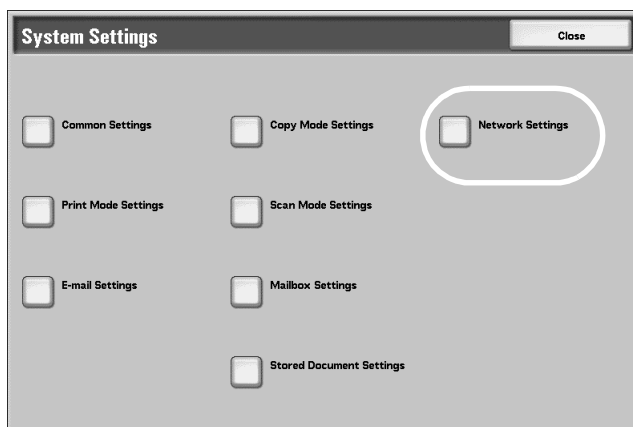 System Settings
Close
Common Settings
Copy Mode Settings
Network Settings
Print Mode Settings
Scan Mode Settings
E-mail Settings
Mailbox Settings
Stored Document Settings